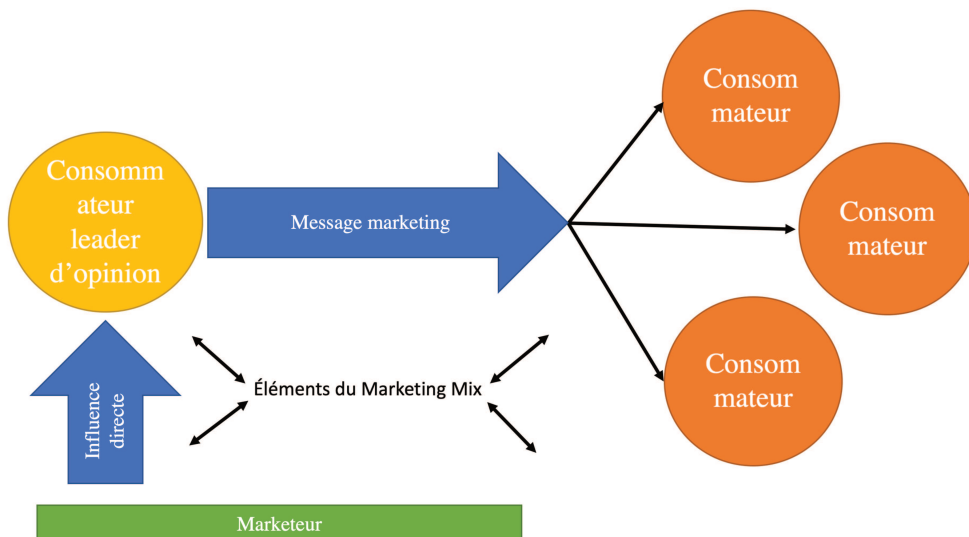 Consomm
ateur
leader
d’opinion
Message marketing
Consom
mateur
Consom
mateur
Consom
mateur
Influence
directe
Éléments du Marketing Mix
Marketeur